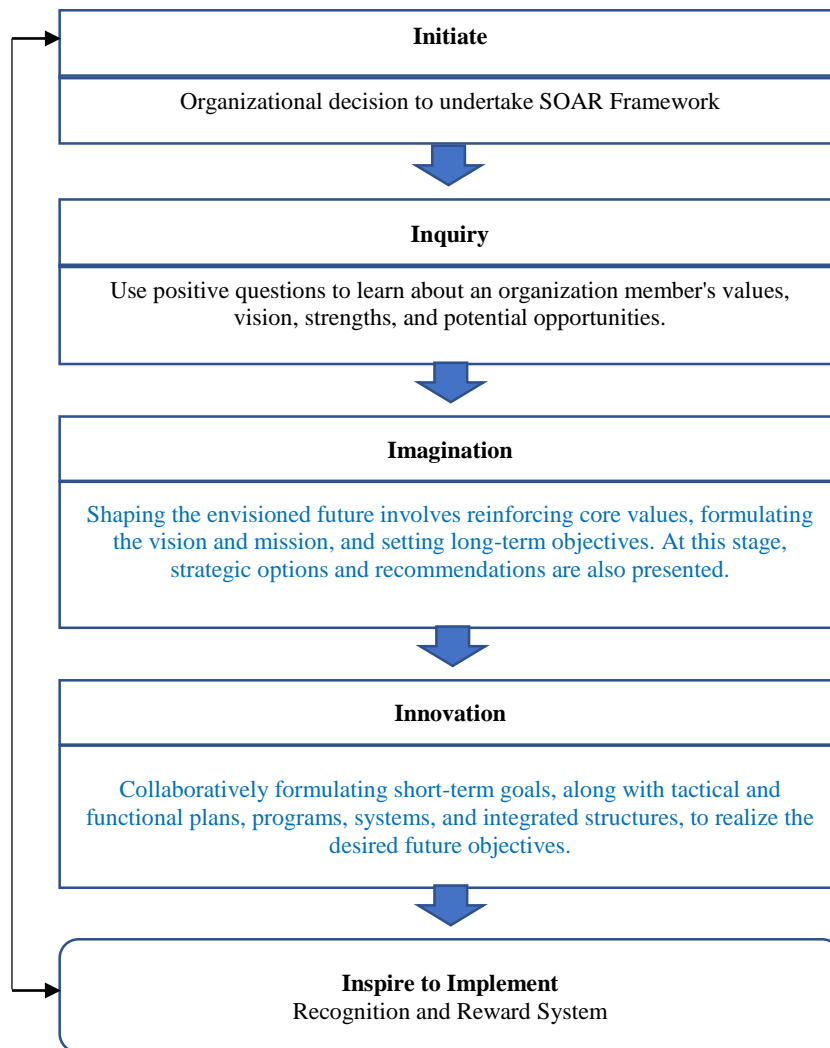 Initiate
Organizational decision to undertake SOAR Framework
Inquiry
Use positive questions to learn about an organization member's values,
vision, strengths, and potential opportunities.
Imagination
Shaping the envisioned future involves reinforcing core values, formulating
the vision and mission, and setting long-term objectives. At this stage,
strategic options and recommendations are also presented.
Innovation
Collaboratively formulating short-term goals, along with tactical and
functional plans, programs, systems, and integrated structures, to realize the
desired future objectives.
Inspire to Implement
Recognition and Reward System